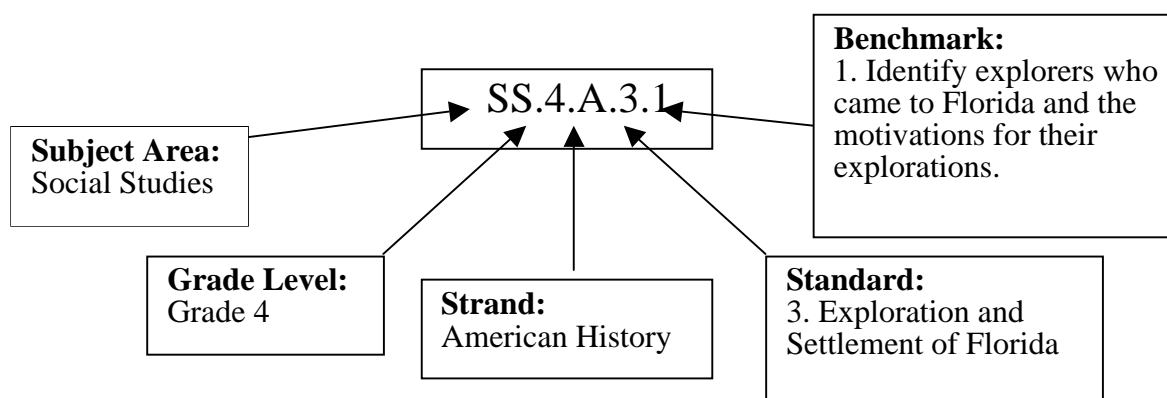 SS.4.A.3.1
Benchmark:
1. Identify explorers who
came to Florida and the
motivations for their
explorations.
Subject Area:
Social Studies
Grade Level:
Grade 4
Strand:
American History
Standard:
3. Exploration and
Settlement of Florida